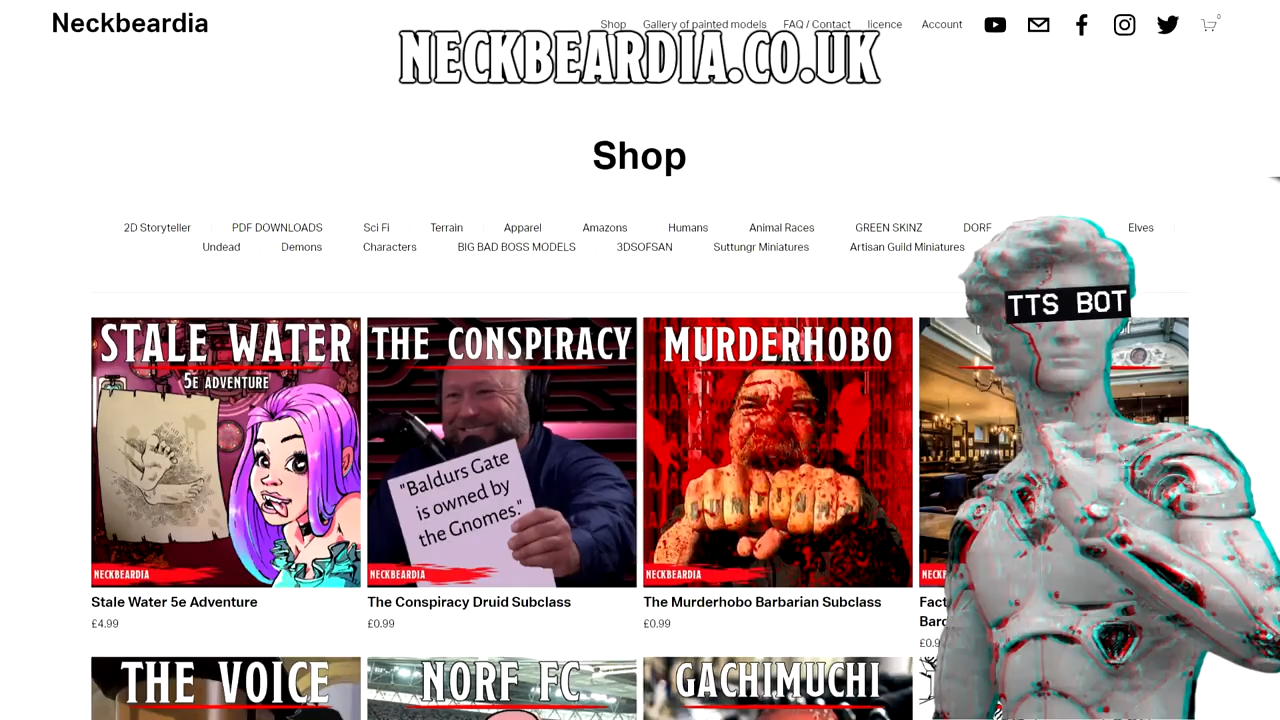 Neckbeardia
Shop Gallery of painted models FAQ / Contact licence Account 0
NECKBEARDIA.CO.UK
Shop
2D Storyteller PDF DOWNLOADS Sci Fi Terrain Apparel Amazons Humans Animal Races GREEN SKINZ DORF Elves
Undead Demons Characters BIG BAD BOSS MODELS 3DSOFSAN Suttungr Miniatures Artisan Guild Miniatures
TTS BOT
STALE WATER
5E ADVENTURE
NECKBEARDIA
Stale Water 5e Adventure
£4.99
THE CONSPIRACY
"Baldurs Gate
is owned by
the Gnomes."
NECKBEARDIA
The Conspiracy Druid Subclass
£0.99
MURDERHOBO
NECKBEARDIA
The Murderhobo Barbarian Subclass
£0.99
THE VOICE
NORF FC
GACHIMUCHI